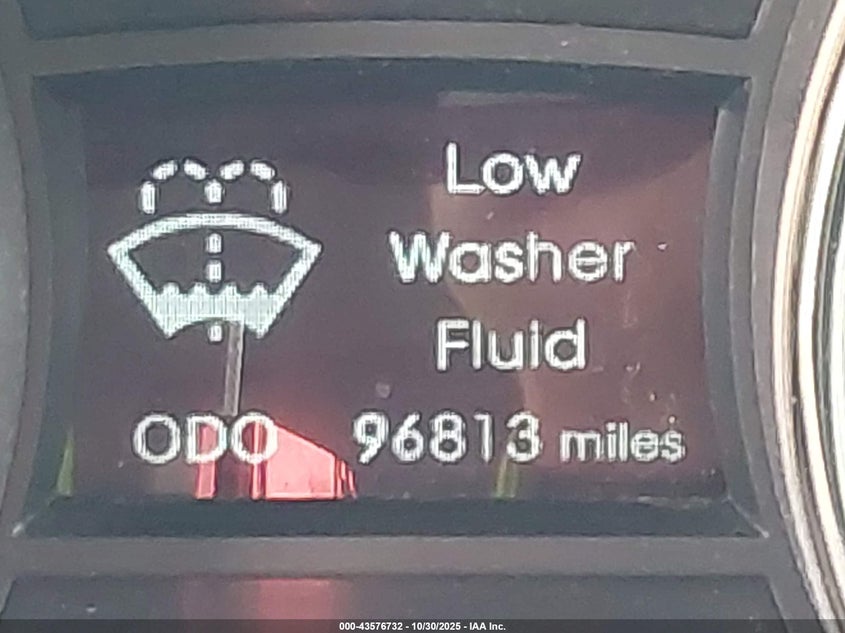 Low
Washer
Fluid
ODO 96813 miles
000-43576732 - 10/30/2025 - IAA Inc.